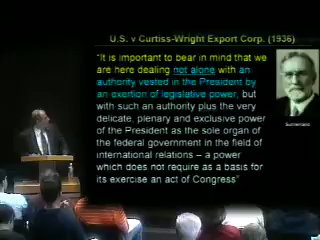 U.S. v Curtiss-Wright Export Corp. (1936)
"It is important to bear in mind that we
are here dealing not alone with an
authority vested in the President by
an exertion of legislative power, but
with such an authority plus the very
delicate, plenary and exclusive power
of the President as the sole organ of
the federal government in the field of
international relations – a power
which does not require as a basis for
its exercise an act of Congress"
Sutherland